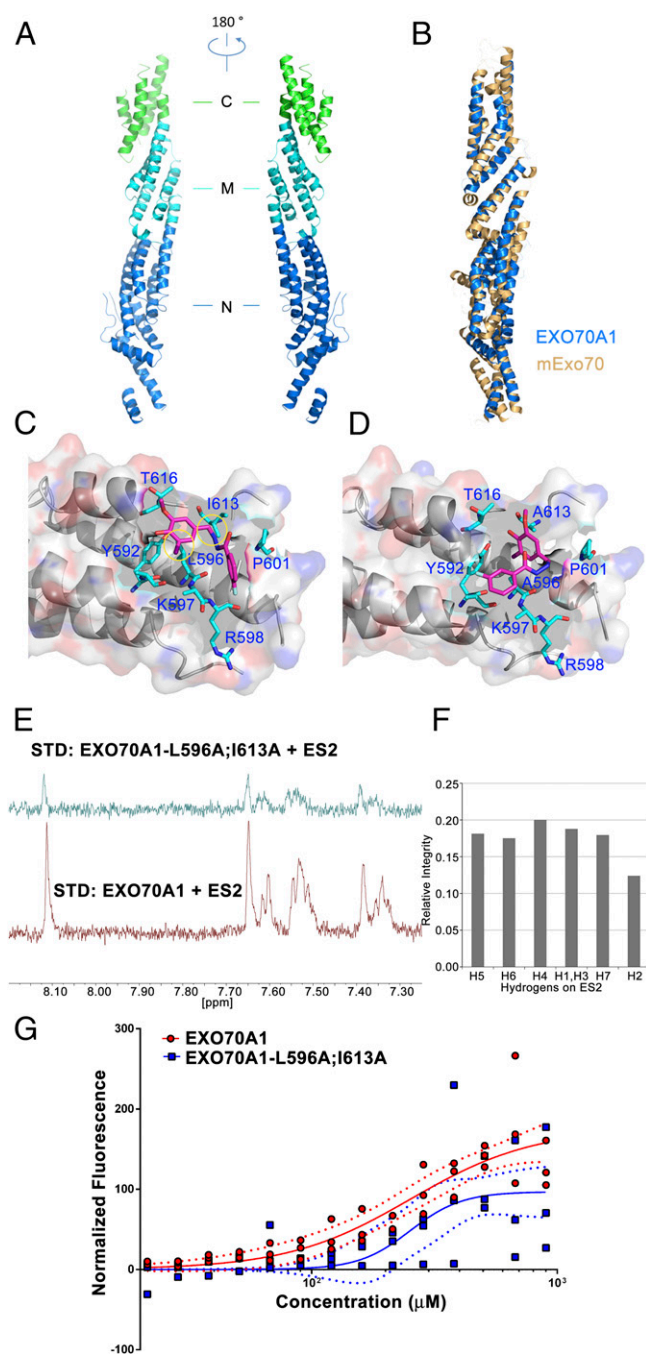 A
180 °
B
C
M
N
EXO70A1
mExo70
C
T616
I613
Y592
L596
P601
K597
R598
D
T616
A613
Y592
A596
P601
K597
R598
E
STD: EXO70A1-L596A;I613A + ES2
STD: EXO70A1 + ES2
8.10 8.00 7.90 7.80 7.70 7.60 7.50 7.40 7.30
[ppm]
F
Relative Integrity
0.25
0.20
0.15
0.10
0.05
0.00
H5 H6 H4 H1,H3 H7 H2
Hydrogens on ES2
G
EXO70A1
EXO70A1-L596A;I613A
Normalized Fluorescence
300
200
100
0
-100
10²
10³
Concentration (µM)